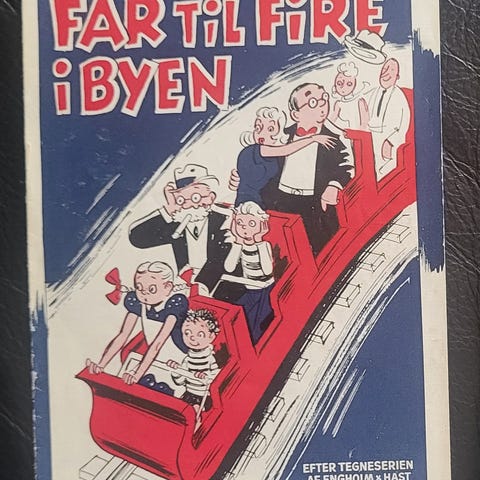 FAR TIL FIRE
I BYEN
EFTER TEGNESERIEN
AF ENGHOLM & HAST